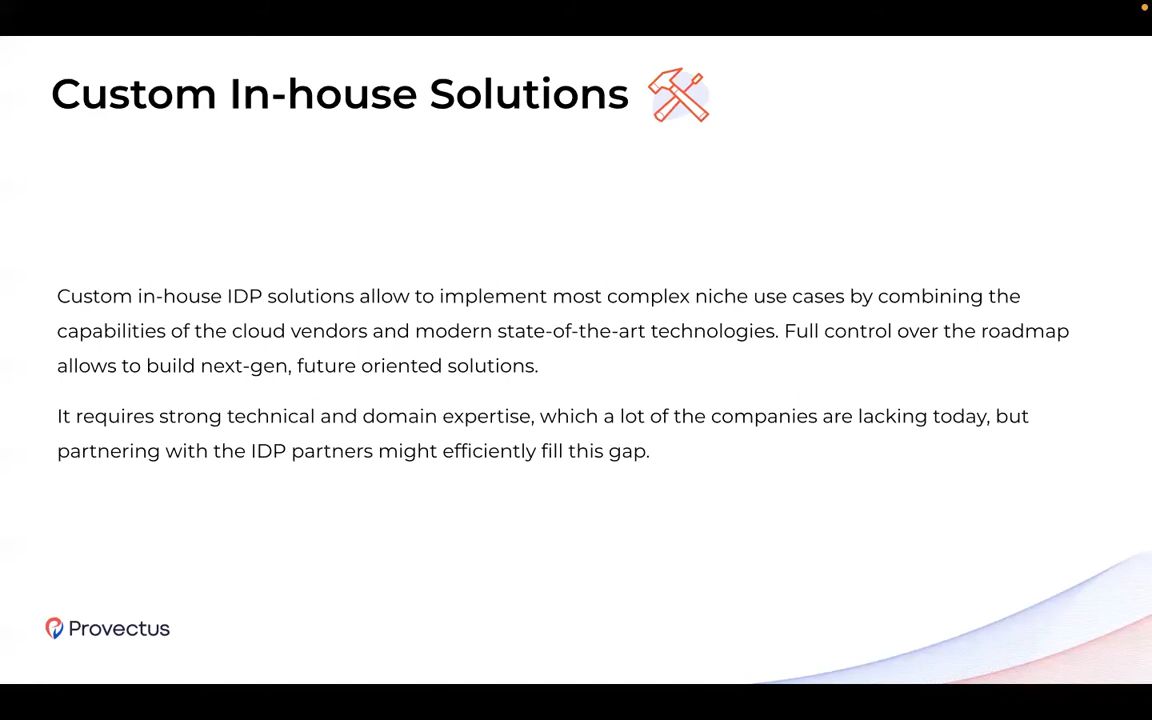 Custom In-house Solutions
Custom in-house IDP solutions allow to implement most complex niche use cases by combining the
capabilities of the cloud vendors and modern state-of-the-art technologies. Full control over the roadmap
allows to build next-gen, future oriented solutions.
It requires strong technical and domain expertise, which a lot of the companies are lacking today, but
partnering with the IDP partners might efficiently fill this gap.
Provectus